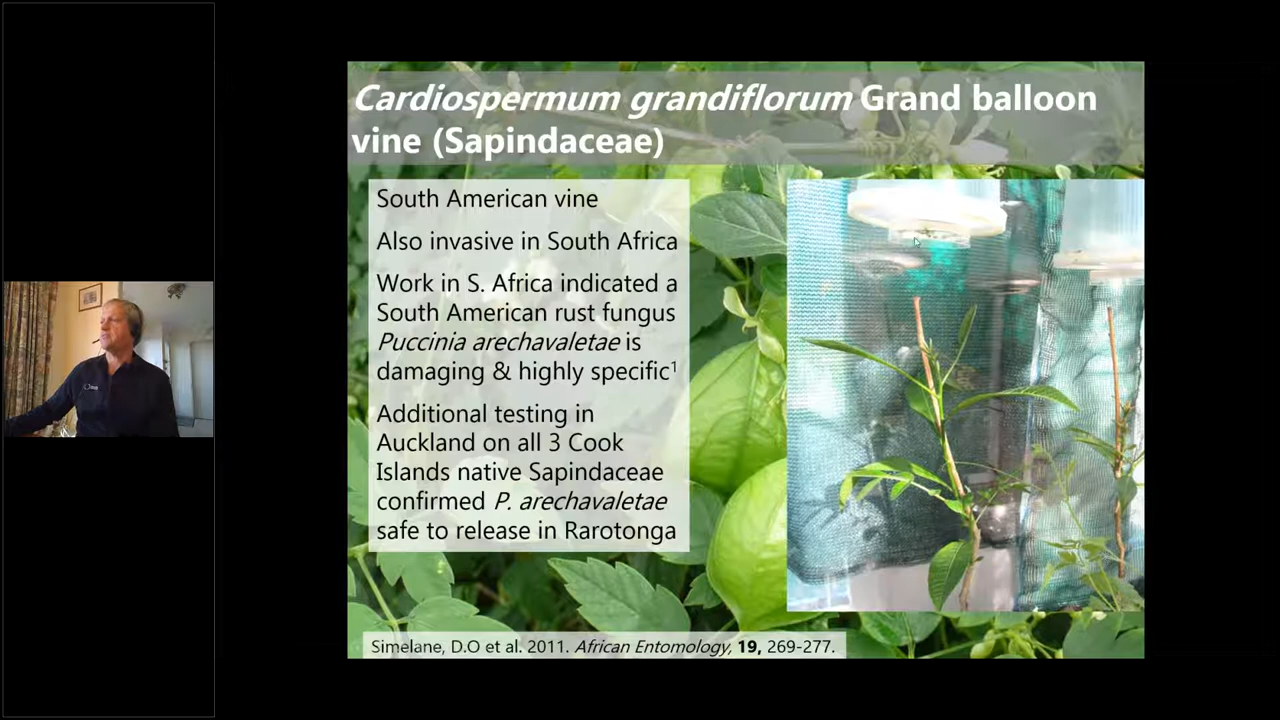 Cardiospermum grandiflorum Grand balloon
vine (Sapindaceae)
South American vine
Also invasive in South Africa
Work in S. Africa indicated a
South American rust fungus
Puccinia arechavaletae is
damaging & highly specific¹
Additional testing in
Auckland on all 3 Cook
Islands native Sapindaceae
confirmed P. arechavaletae
safe to release in Rarotonga
Simelane, D.O et al. 2011. African Entomology, 19, 269-277.